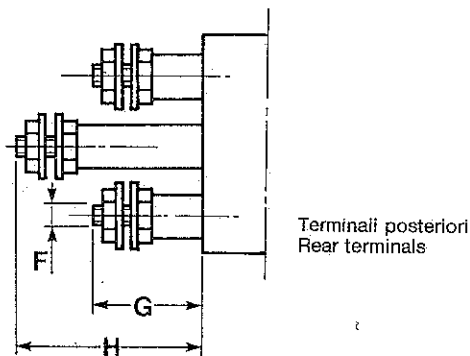 Terminali posteriori
Rear terminals
F
G
H